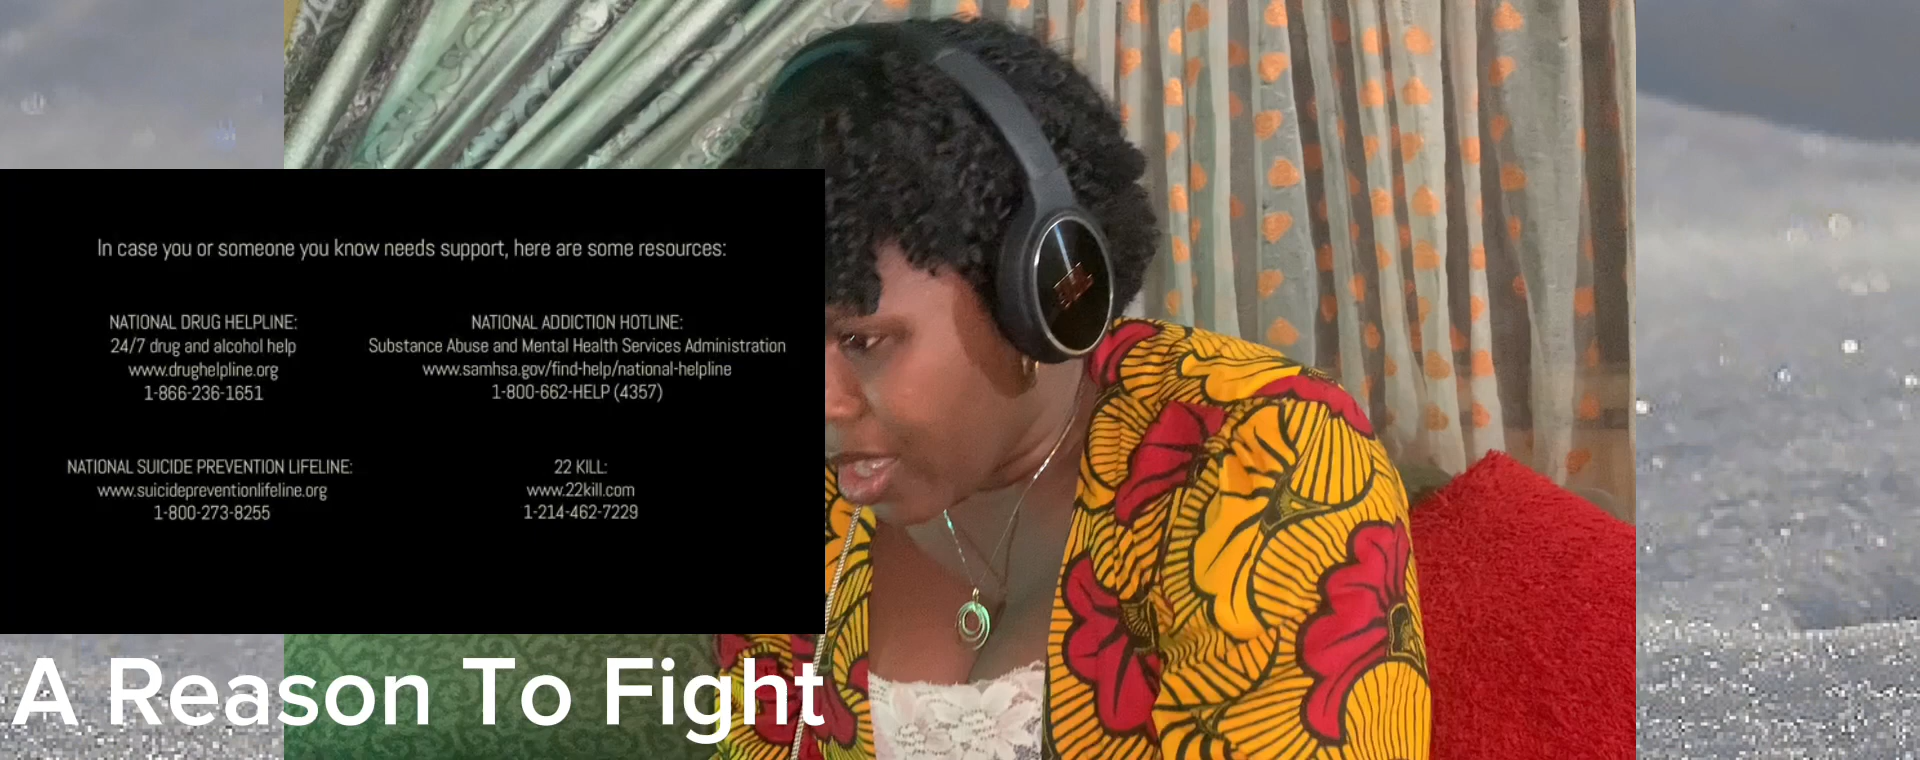 In case you or someone you know needs support, here are some resources:
NATIONAL DRUG HELPLINE:
24/7 drug and alcohol help
www.drughelpline.org
1-866-236-1651
NATIONAL ADDICTION HOTLINE:
Substance Abuse and Mental Health Services Administration
www.samhsa.gov/find-help/national-helpline
1-800-662-HELP (4357)
NATIONAL SUICIDE PREVENTION LIFELINE:
www.suicidepreventionlifeline.org
1-800-273-8255
22 KILL:
www.22kill.com
1-214-462-7229
A Reason To Fight